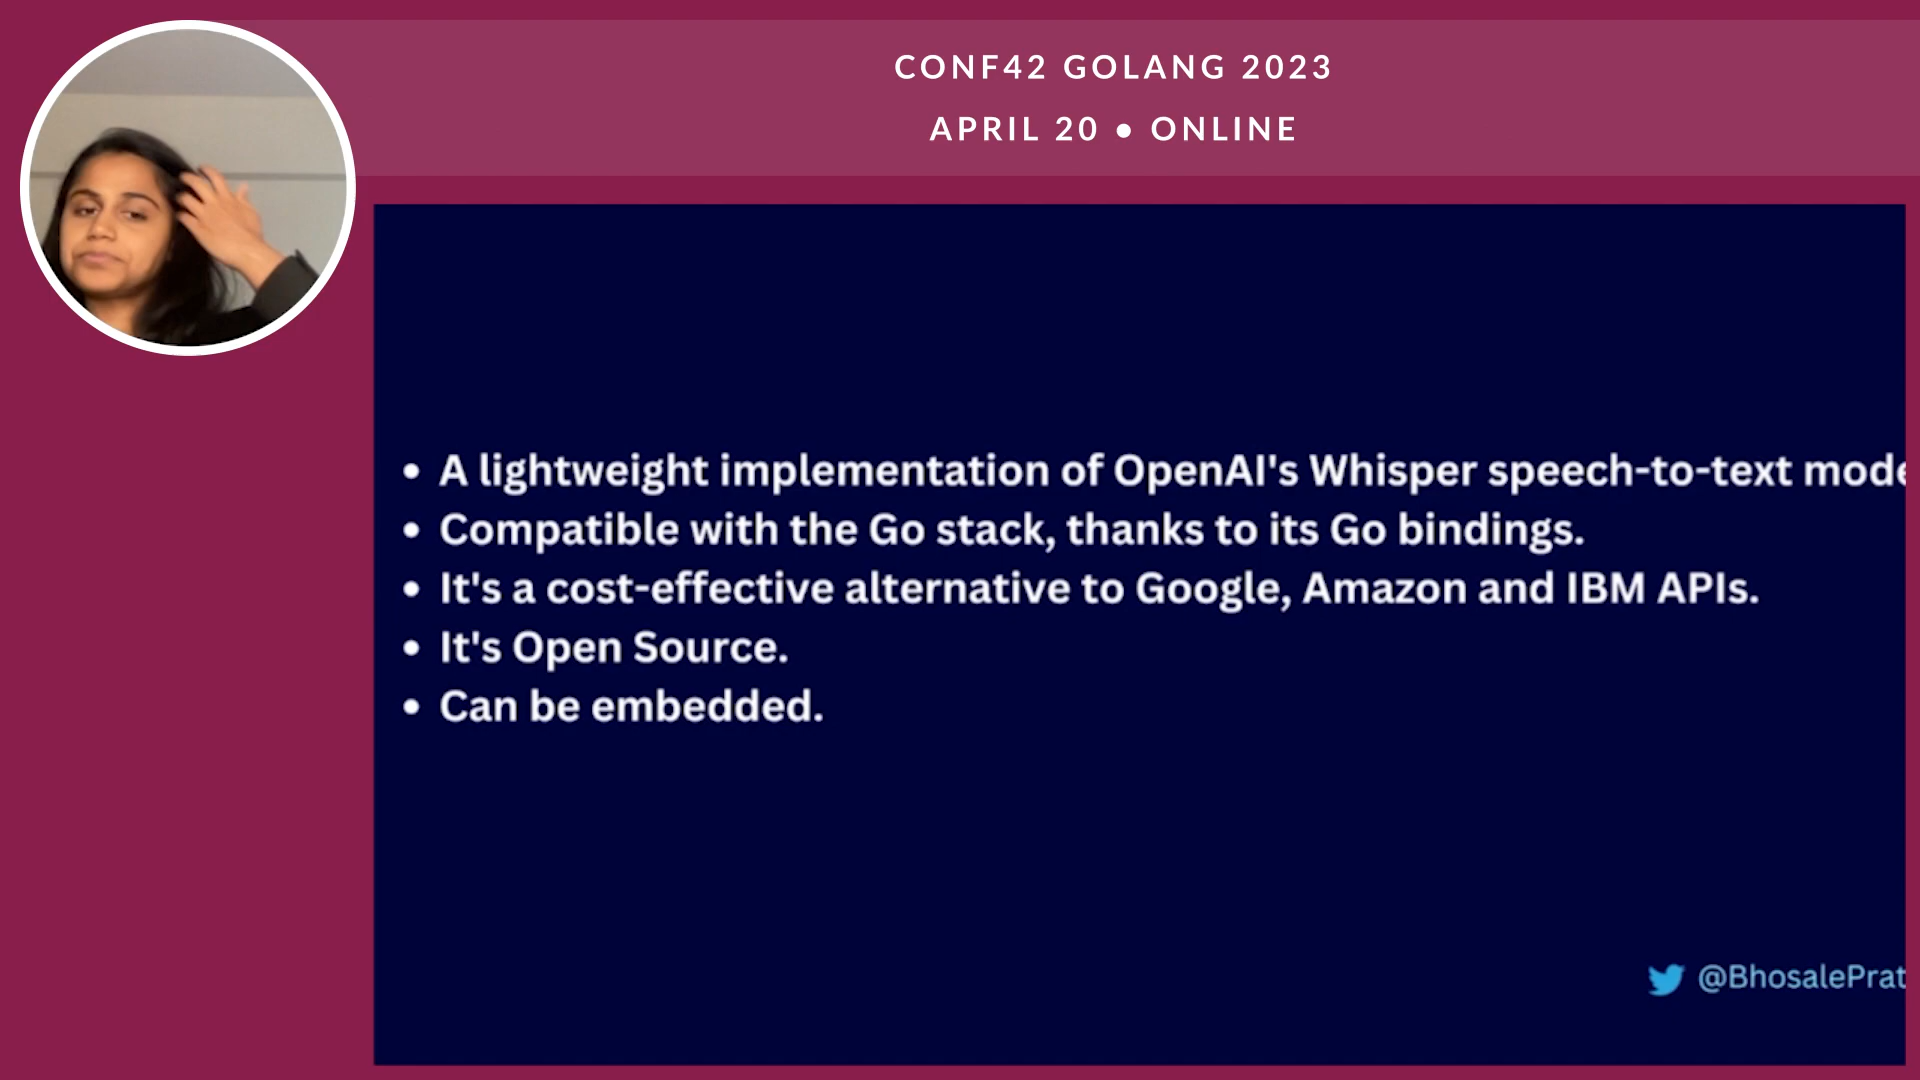 CONF42 GOLANG 2023
APRIL 20 • ONLINE
• A lightweight implementation of OpenAI's Whisper speech-to-text mode
• Compatible with the Go stack, thanks to its Go bindings.
• It's a cost-effective alternative to Google, Amazon and IBM APIs.
• It's Open Source.
• Can be embedded.
@BhosalePrat